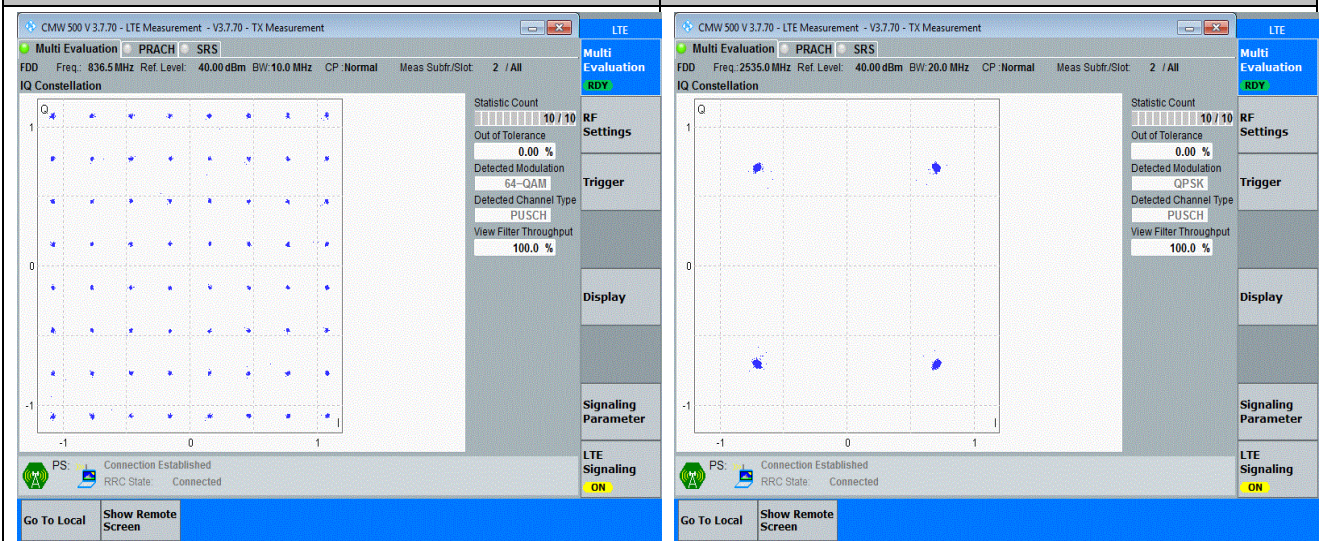 CMW 500 V 3.7.70 - LTE Measurement - V3.7.70 - TX Measurement
LTE
Multi Evaluation PRACH SRS
Multi
Evaluation
RDY
FDD Freq.: 836.5 MHz Ref. Level: 40.00 dBm BW: 10.0 MHz CP :Normal Meas Subfr./Slot: 2 / All
IQ Constellation
Q
1
0
-1
-1 0 1
I
Statistic Count
10 / 10
Out of Tolerance
0.00 %
Detected Modulation
64-QAM
Detected Channel Type
PUSCH
View Filter Throughput
100.0 %
RF
Settings
Trigger
Display
Signaling
Parameter
LTE
Signaling
ON
PS: Connection Established
RRC State: Connected
Go To Local
Show Remote
Screen
CMW 500 V 3.7.70 - LTE Measurement - V3.7.70 - TX Measurement
LTE
Multi Evaluation PRACH SRS
Multi
Evaluation
RDY
FDD Freq.: 2535.0 MHz Ref. Level: 40.00 dBm BW: 20.0 MHz CP :Normal Meas Subfr./Slot: 2 / All
IQ Constellation
Q
1
0
-1
-1 0 1
I
Statistic Count
10 / 10
Out of Tolerance
0.00 %
Detected Modulation
QPSK
Detected Channel Type
PUSCH
View Filter Throughput
100.0 %
RF
Settings
Trigger
Display
Signaling
Parameter
LTE
Signaling
ON
PS: Connection Established
RRC State: Connected
Go To Local
Show Remote
Screen